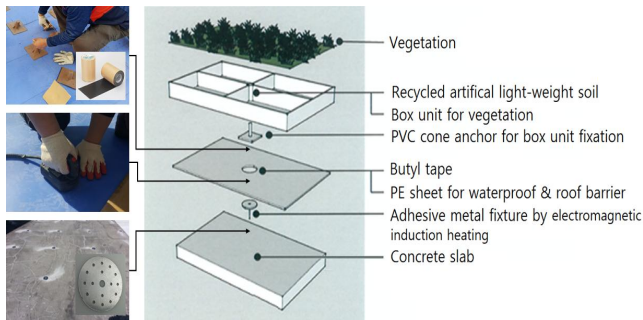 Vegetation
Recycled artifical light-weight soil
Box unit for vegetation
PVC cone anchor for box unit fixation
Butyl tape
PE sheet for waterproof & roof barrier
Adhesive metal fixture by electromagnetic
induction heating
Concrete slab